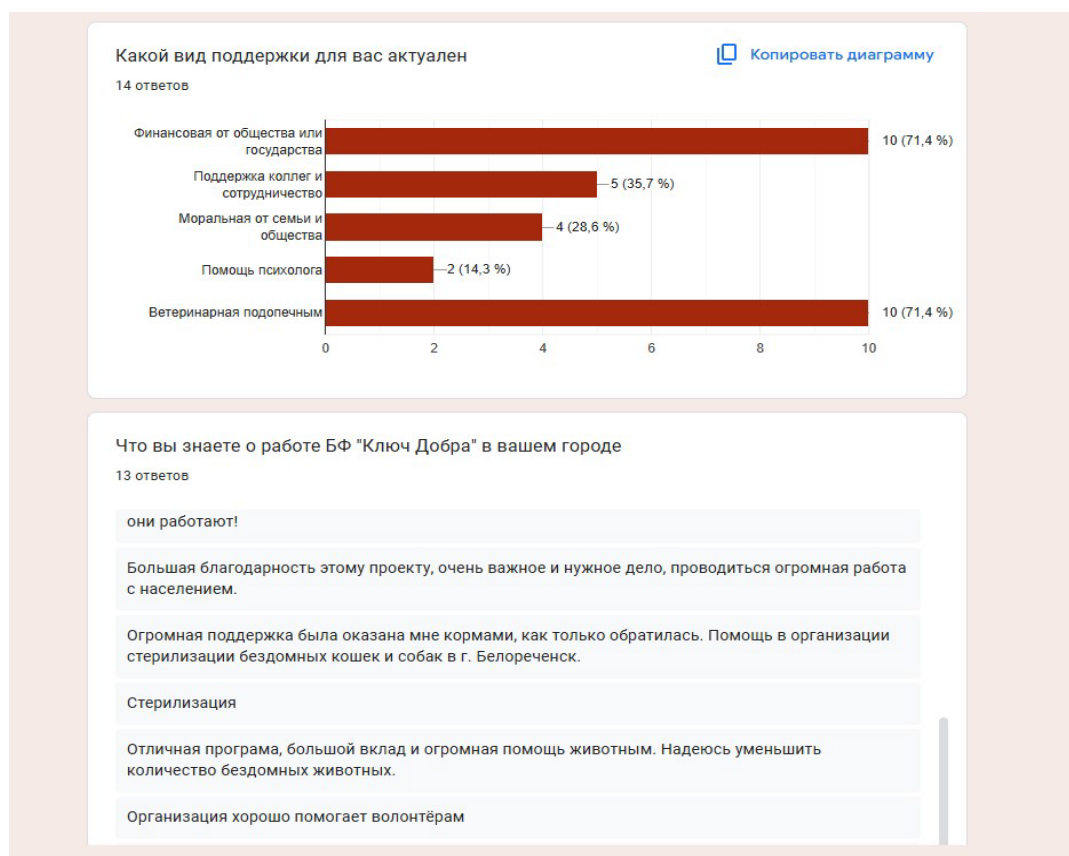 Какой вид поддержки для вас актуален
Копировать диаграмму
14 ответов
Финансовая от общества или
государства
10 (71,4 %)
Поддержка коллег и
сотрудничество
5 (35,7 %)
Моральная от семьи и
общества
4 (28,6 %)
Помощь психолога
2 (14,3 %)
Ветеринарная подопечным
10 (71,4 %)
0 2 4 6 8 10
Что вы знаете о работе БФ "Ключ Добра" в вашем городе
13 ответов
они работают!
Большая благодарность этому проекту, очень важное и нужное дело, проводиться огромная работа
с населением.
Огромная поддержка была оказана мне кормами, как только обратилась. Помощь в организации
стерилизации бездомных кошек и собак в г. Белореченск.
Стерилизация
Отличная програма, большой вклад и огромная помощь животным. Надеюсь уменьшить
количество бездомных животных.
Организация хорошо помогает волонтёрам